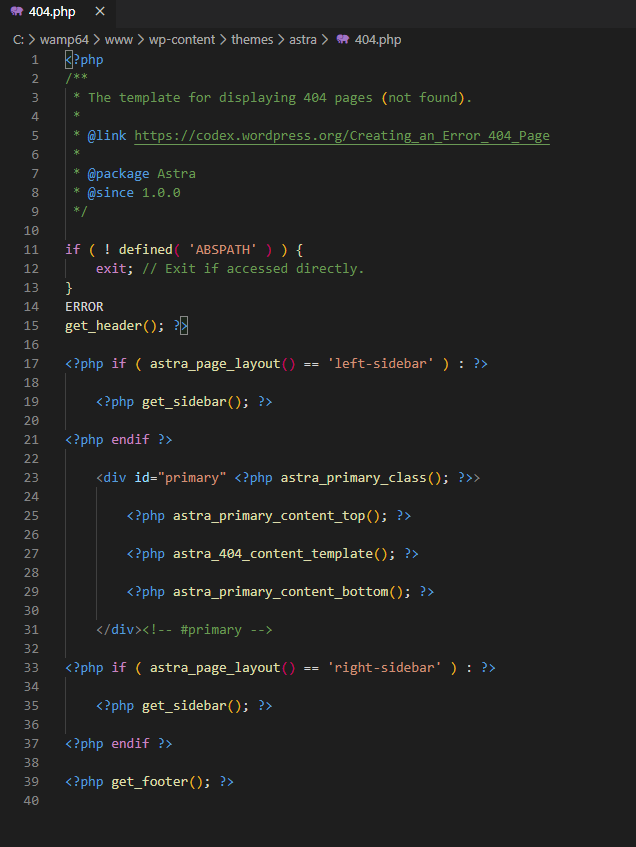 404.php ×
C: > wamp64 > www > wp-content > themes > astra > 404.php
1 <?php
2 /**
3  * The template for displaying 404 pages (not found).
4  *
5  * @link https://codex.wordpress.org/Creating_an_Error_404_Page
6  *
7  * @package Astra
8  * @since 1.0.0
9  */
10
11 if ( ! defined( 'ABSPATH' ) ) {
12     exit; // Exit if accessed directly.
13 }
14 ERROR
15 get_header(); ?>
16
17 <?php if ( astra_page_layout() == 'left-sidebar' ) : ?>
18
19     <?php get_sidebar(); ?>
20
21 <?php endif ?>
22
23     <div id="primary" <?php astra_primary_class(); ?>>
24
25         <?php astra_primary_content_top(); ?>
26
27         <?php astra_404_content_template(); ?>
28
29         <?php astra_primary_content_bottom(); ?>
30
31     </div><!-- #primary -->
32
33 <?php if ( astra_page_layout() == 'right-sidebar' ) : ?>
34
35     <?php get_sidebar(); ?>
36
37 <?php endif ?>
38
39 <?php get_footer(); ?>
40